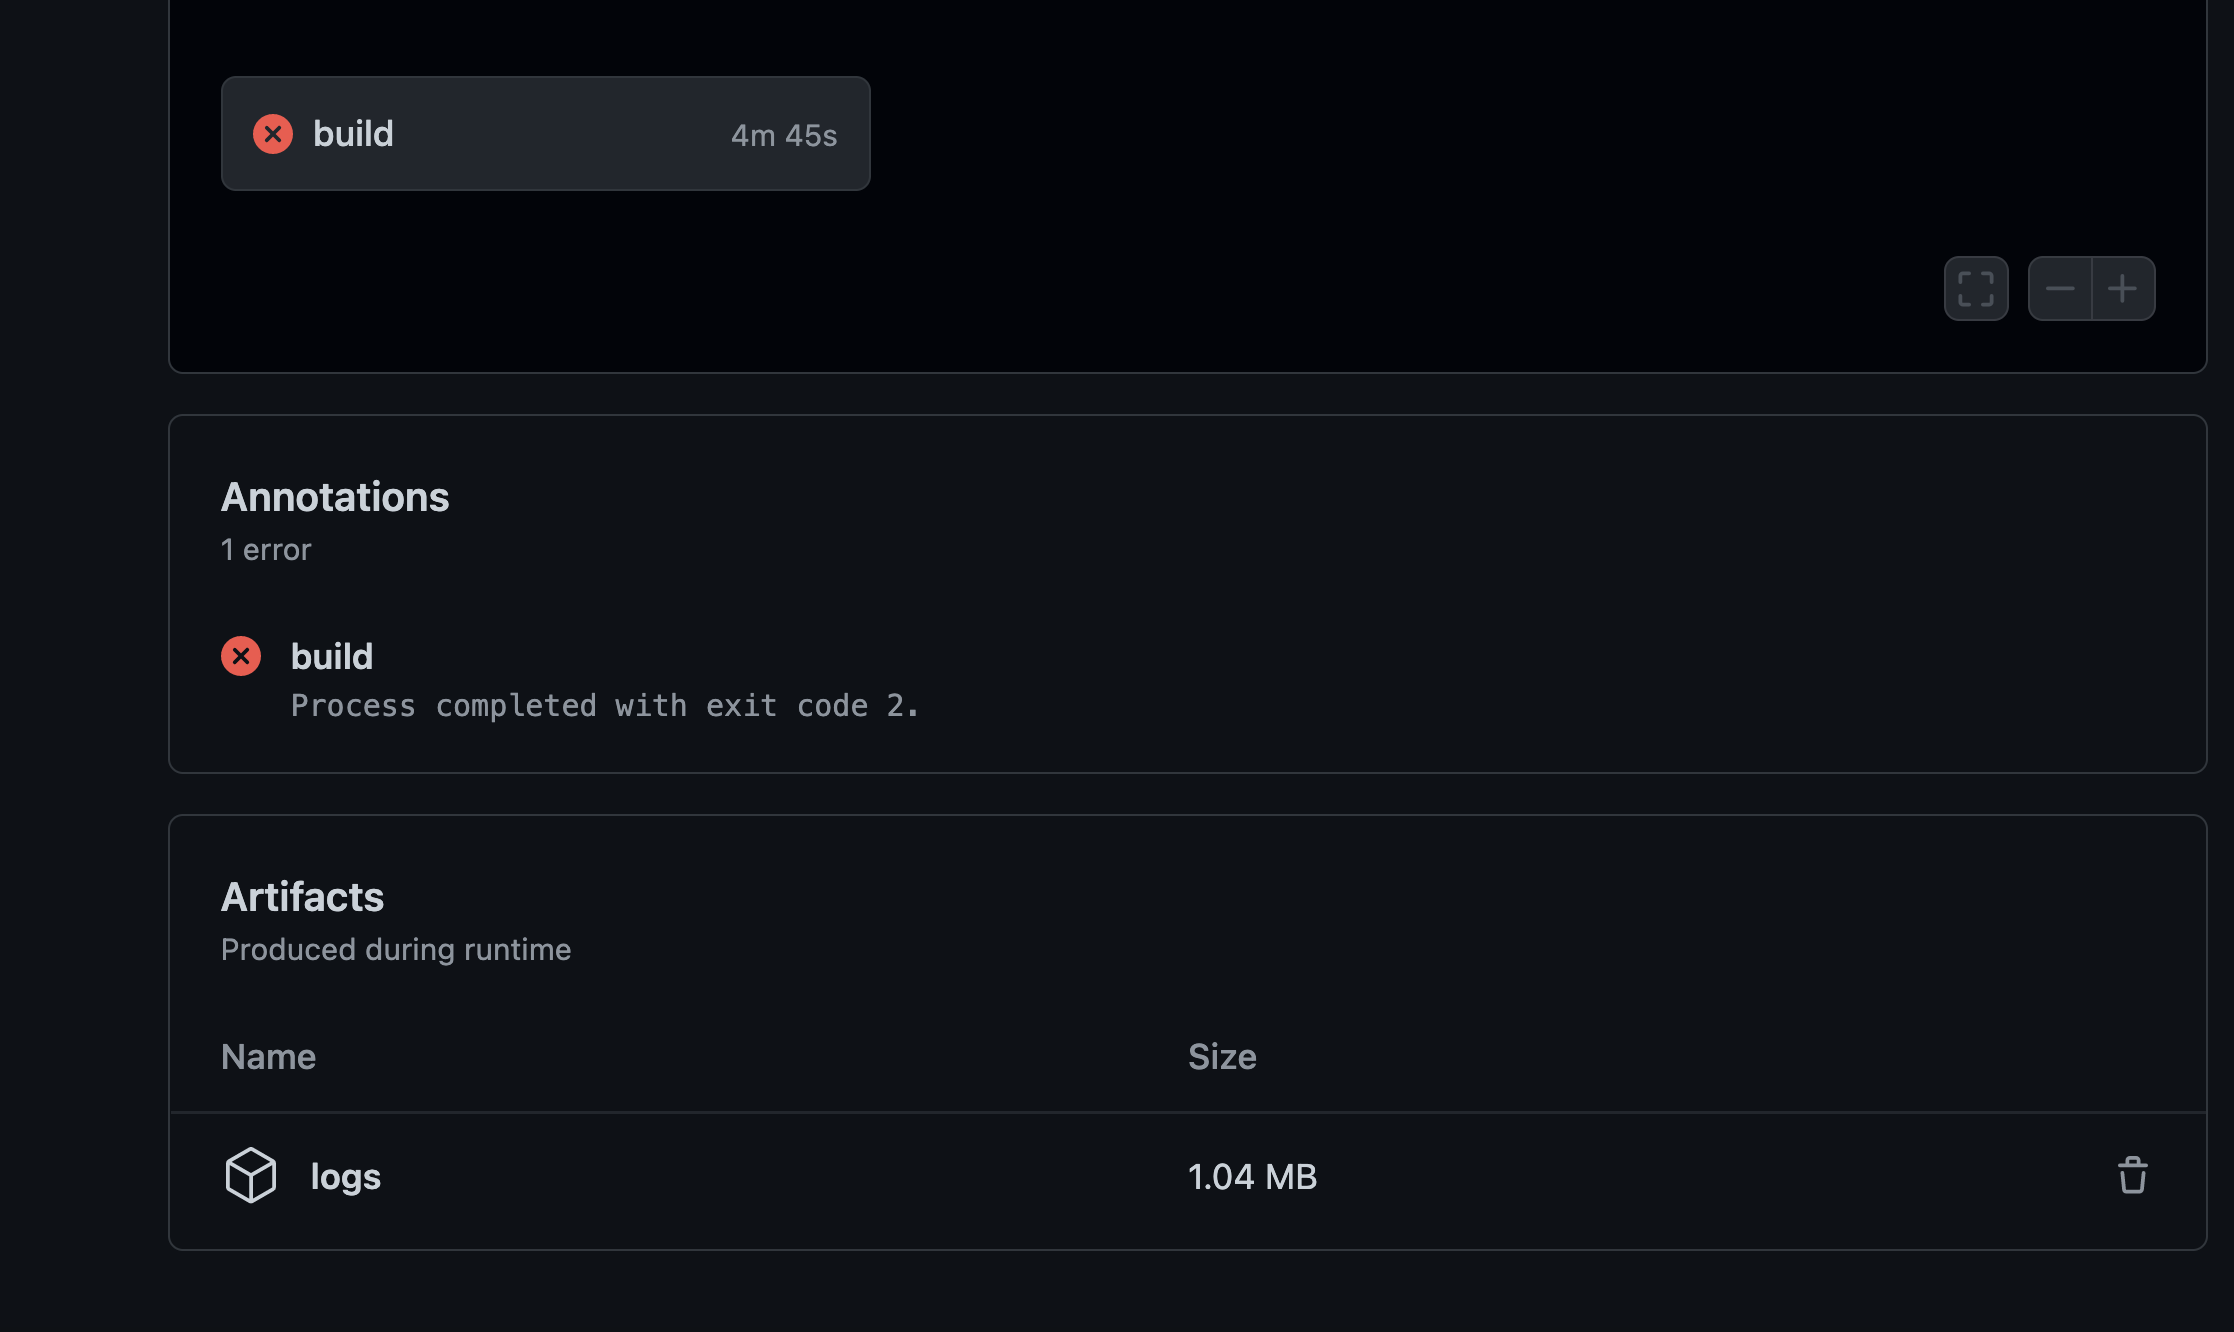 build 4m 45s
Annotations
1 error
build
Process completed with exit code 2.
Artifacts
Produced during runtime
Name Size
logs 1.04 MB